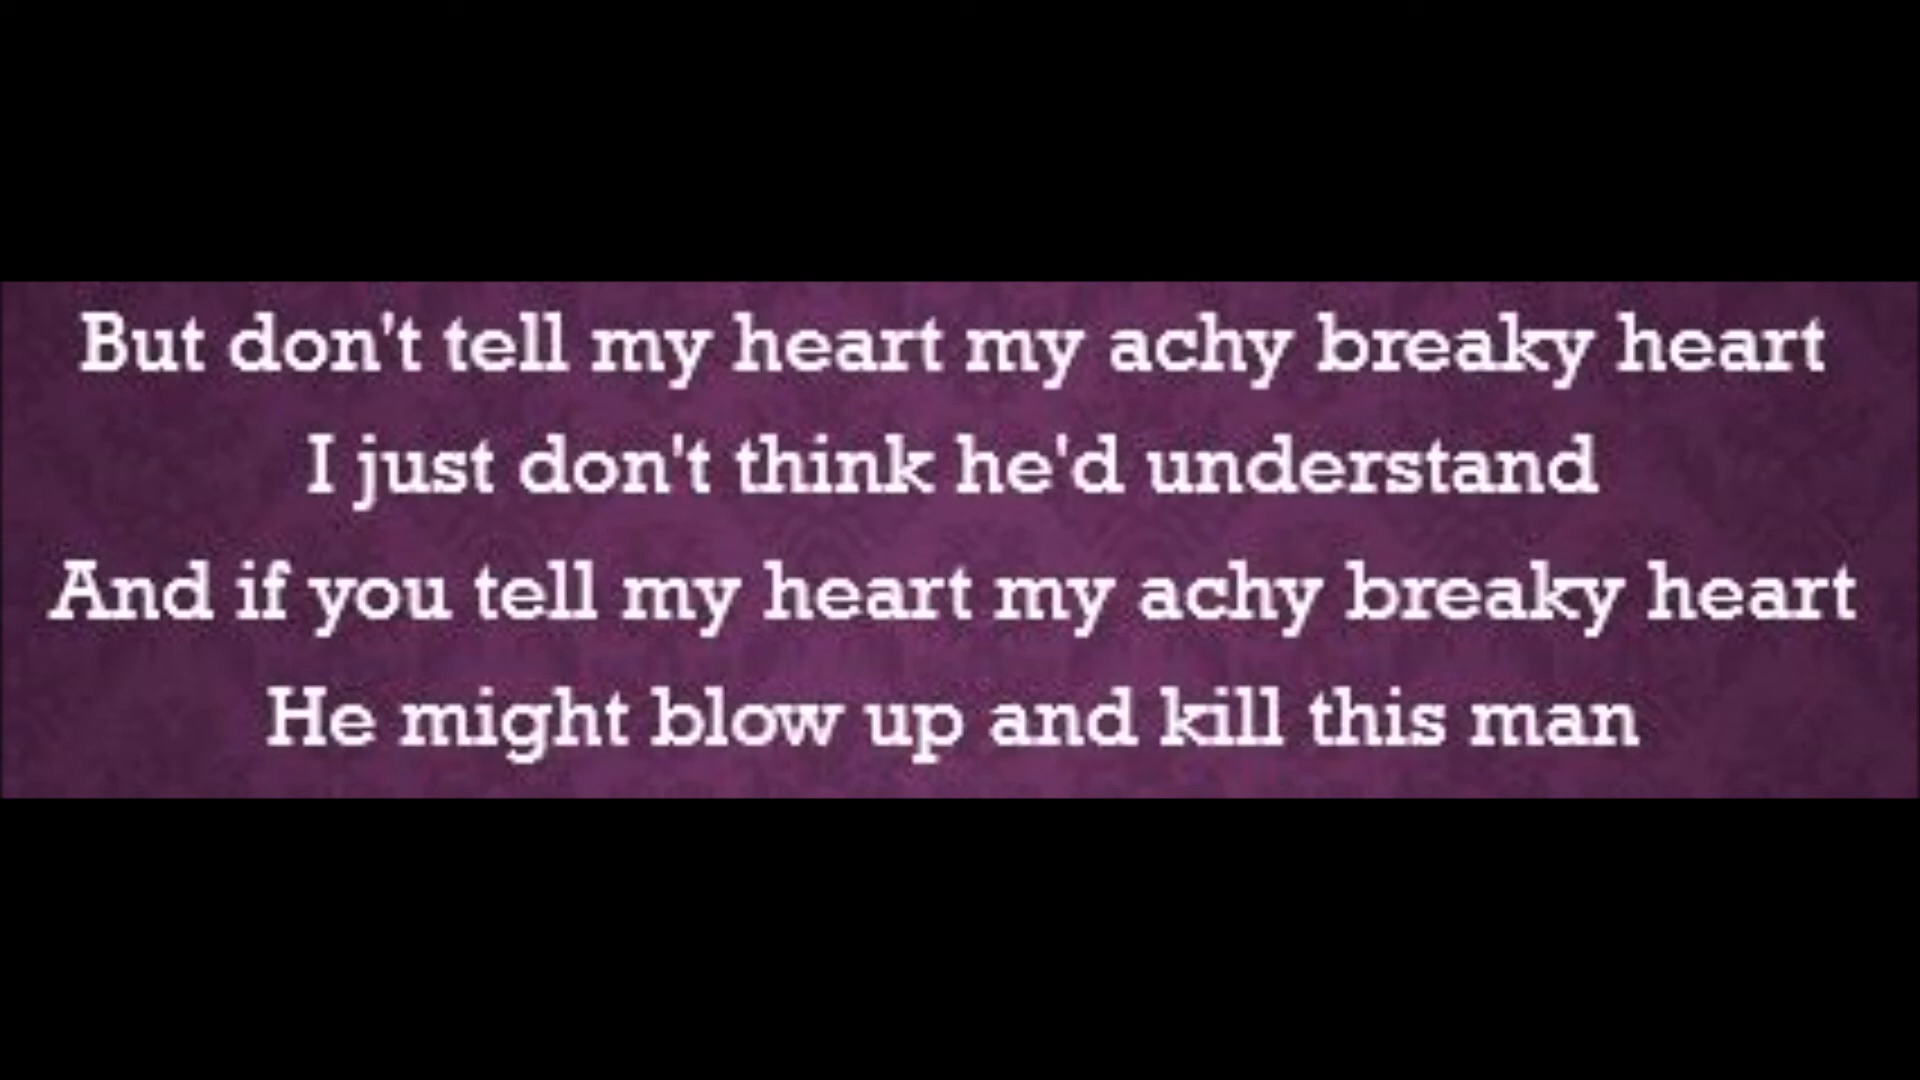 But don't tell my heart my achy breaky heart
I just don't think he'd understand
And if you tell my heart my achy breaky heart
He might blow up and kill this man